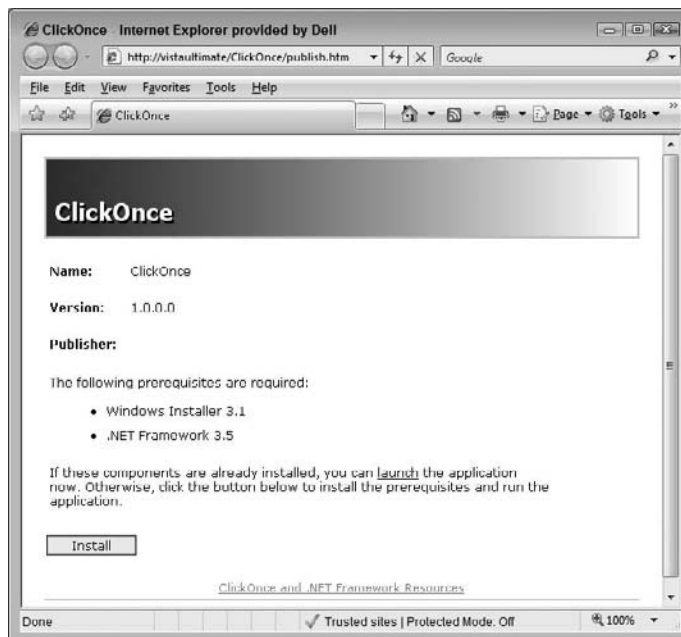 ClickOnce - Internet Explorer provided by Dell
http://vistaultimate/ClickOnce/publish.htm
Google
File Edit View Favorites Tools Help
ClickOnce
Page
Tools
»
ClickOnce
Name: ClickOnce
Version: 1.0.0.0
Publisher:
The following prerequisites are required:
• Windows Installer 3.1
• .NET Framework 3.5
If these components are already installed, you can launch the application
now. Otherwise, click the button below to install the prerequisites and run the
application.
Install
ClickOnce and .NET Framework Resources
Done
Trusted sites | Protected Mode: Off
100%